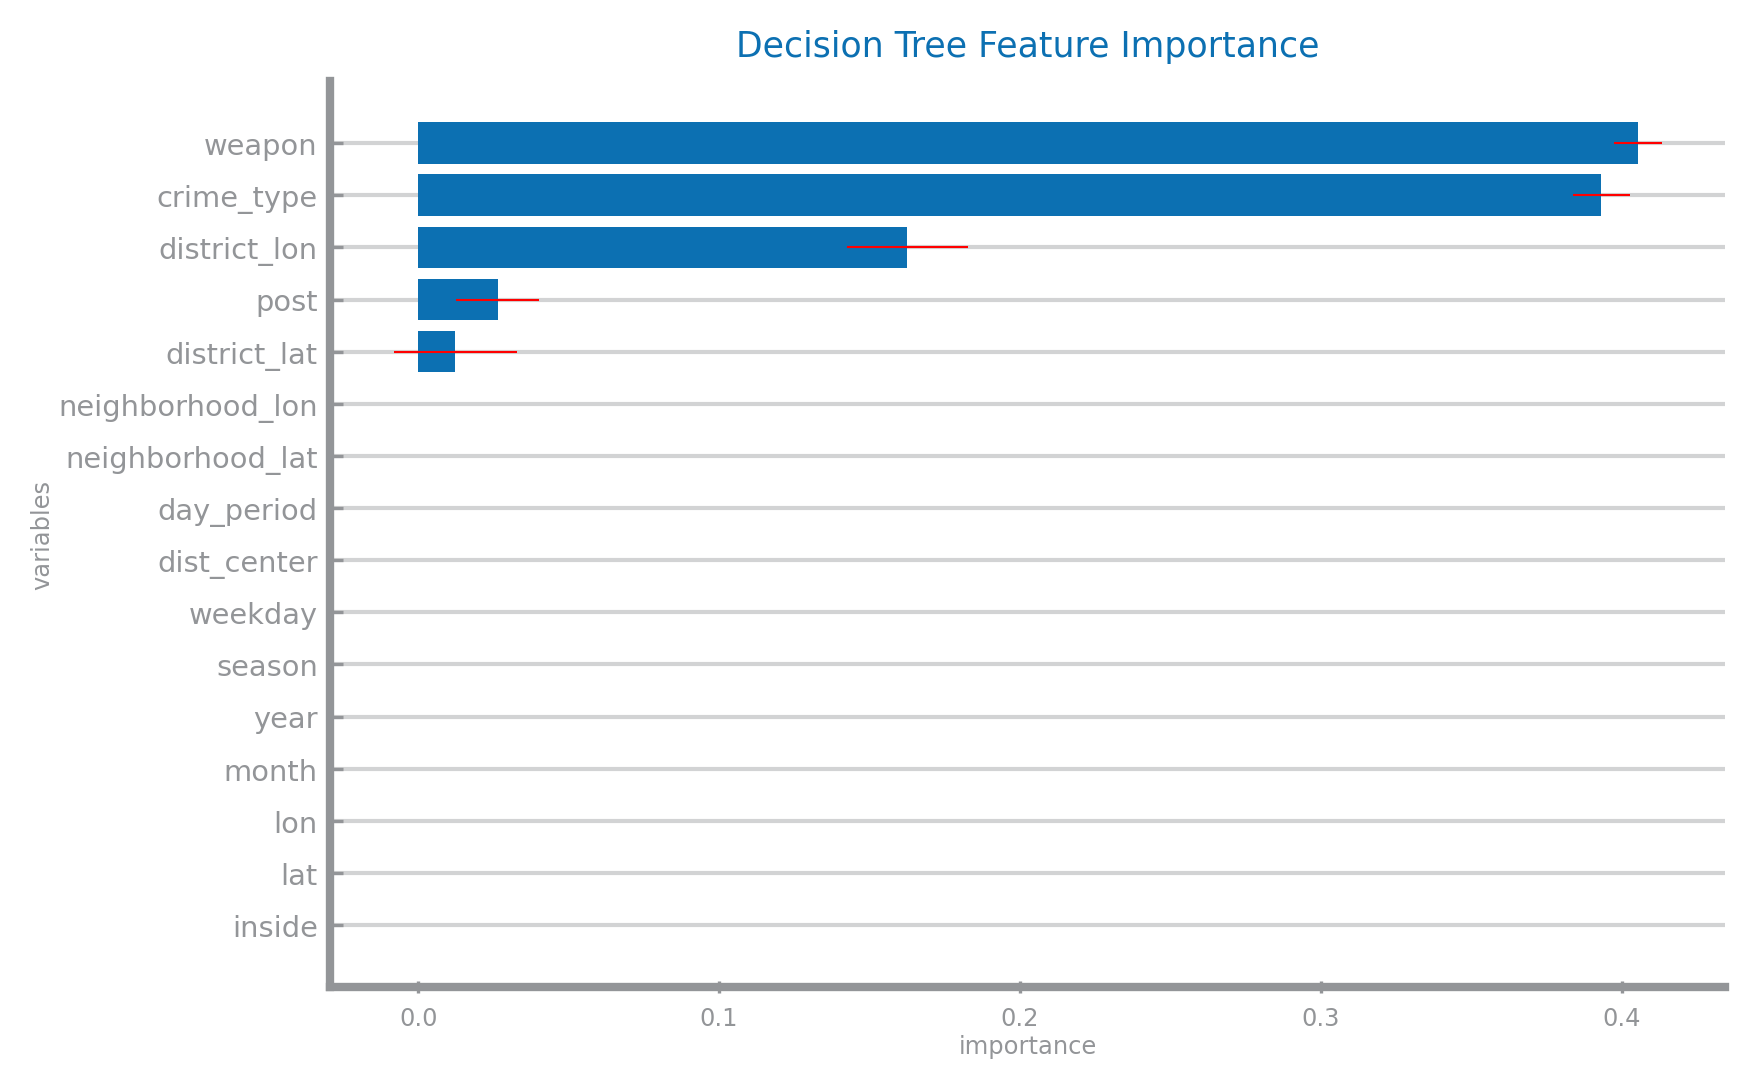 Decision Tree Feature Importance
weapon
crime_type
district_lon
post
district_lat
neighborhood_lon
neighborhood_lat
day_period
dist_center
weekday
season
year
month
lon
lat
inside
variables
0.0 0.1 0.2 0.3 0.4
importance